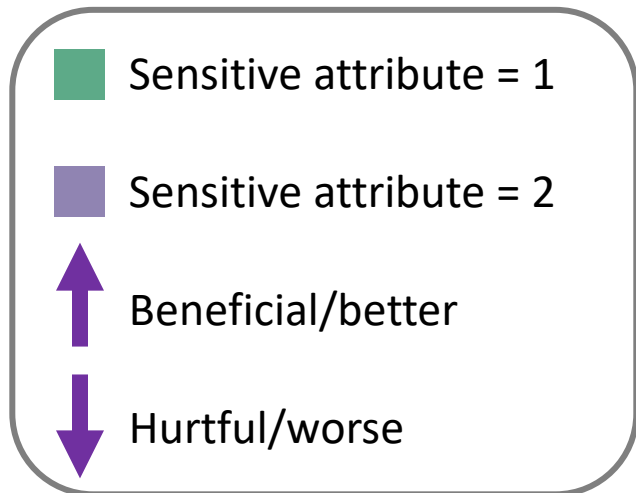 Sensitive attribute = 1
Sensitive attribute = 2
Beneficial/better
Hurtful/worse